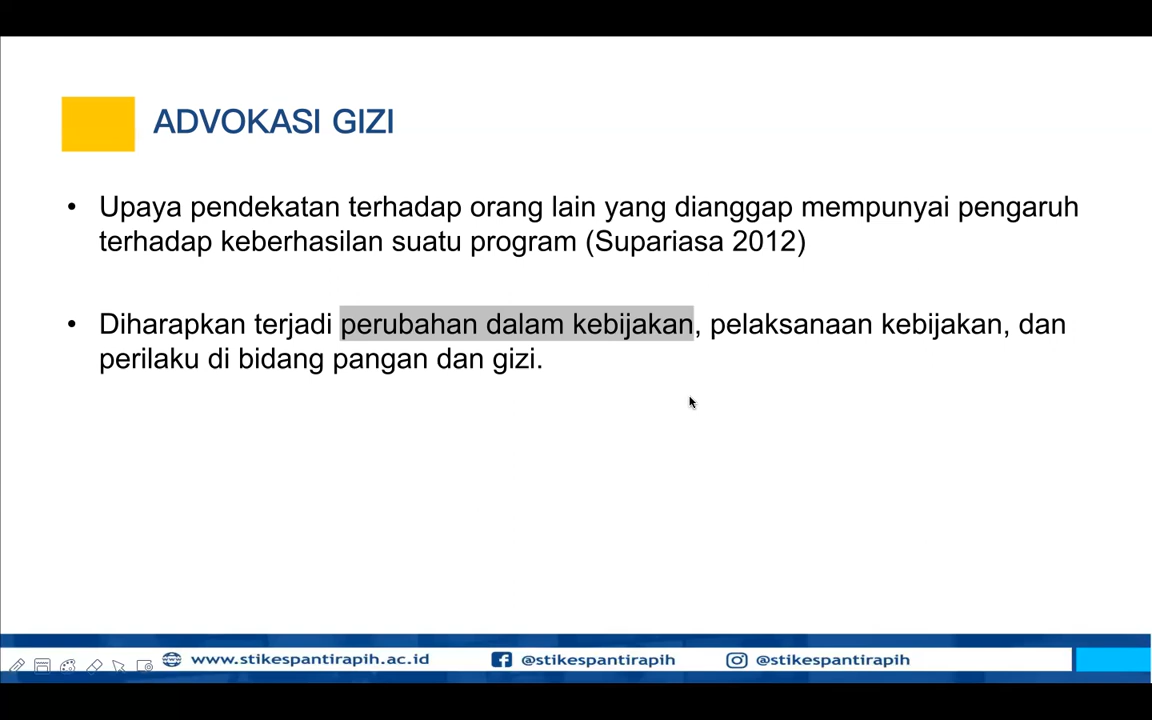 ADVOKASI GIZI
• Upaya pendekatan terhadap orang lain yang dianggap mempunyai pengaruh
terhadap keberhasilan suatu program (Supariasa 2012)
• Diharapkan terjadi perubahan dalam kebijakan, pelaksanaan kebijakan, dan
perilaku di bidang pangan dan gizi.
www.stikespantirapih.ac.id @stikespantirapih @stikespantirapih